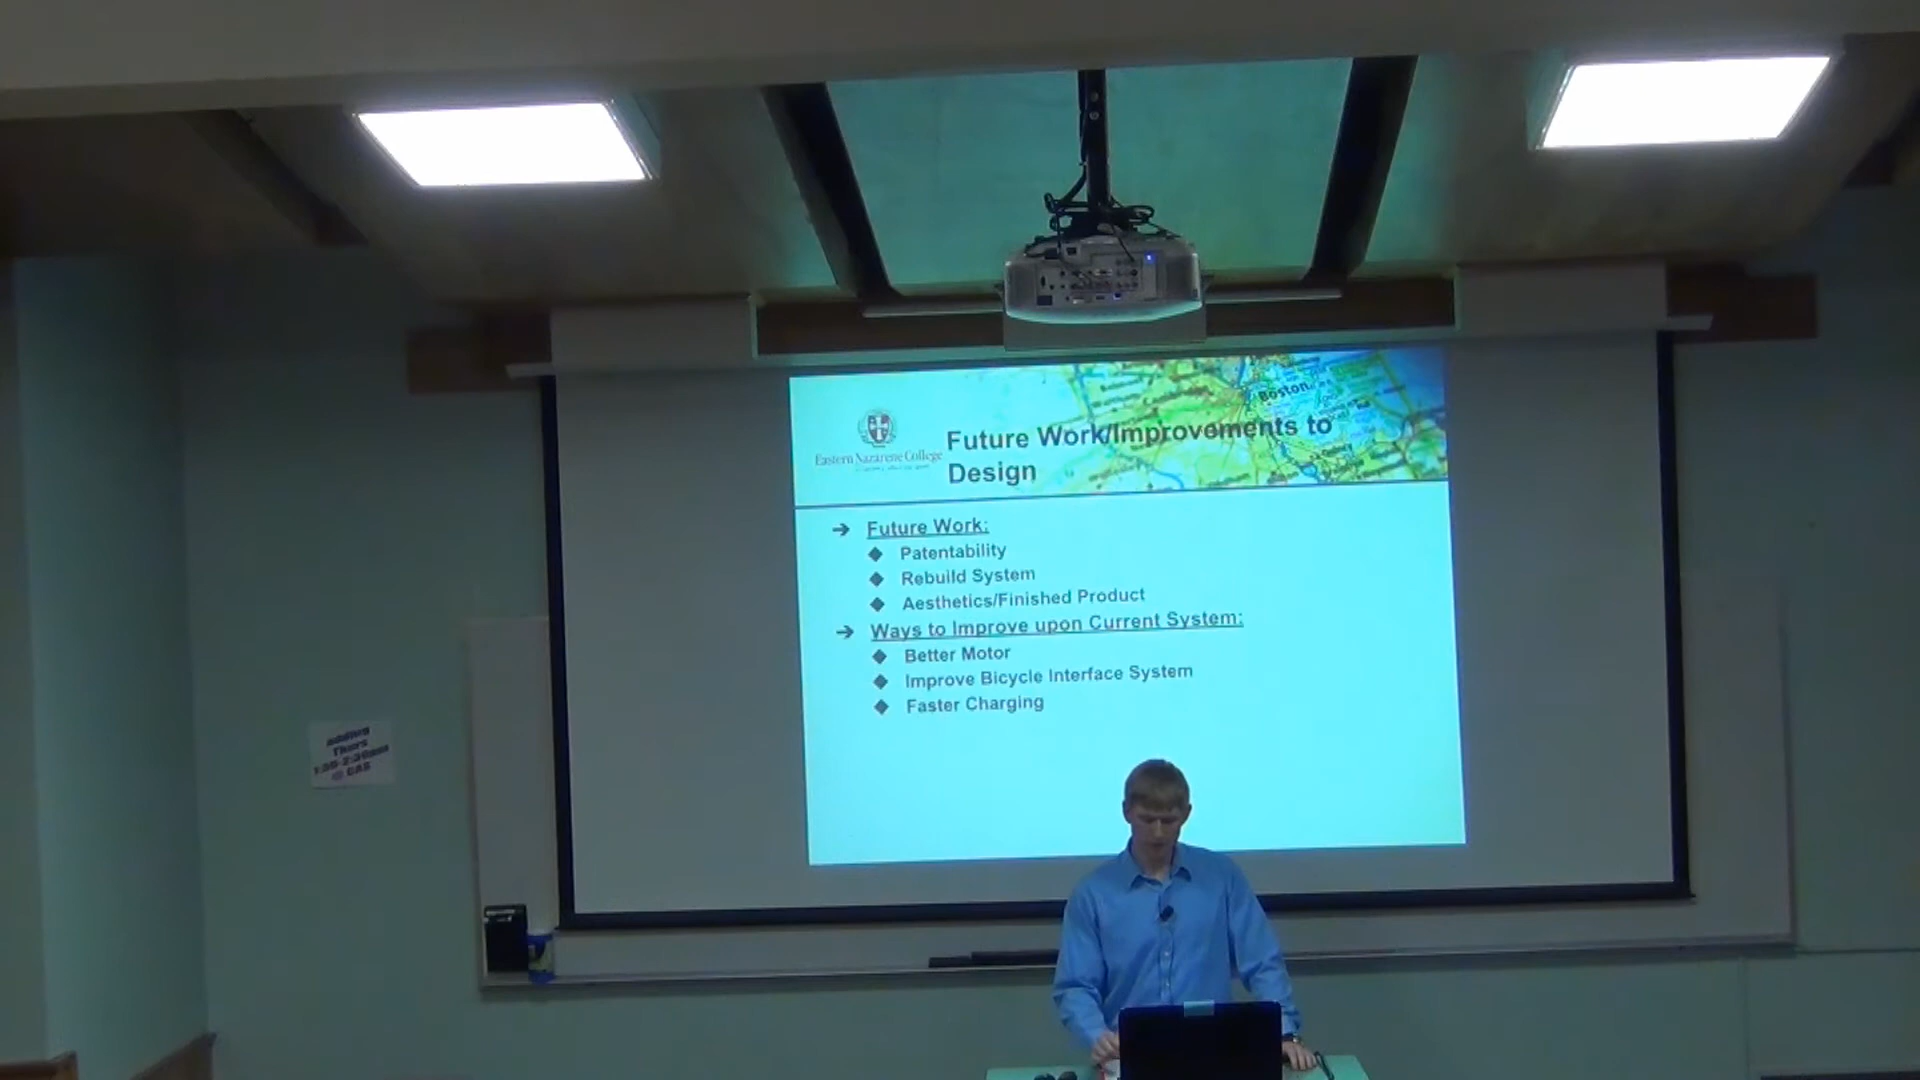 Boston
Eastern Nazarene College
Future Work/Improvements to
Design
➔ Future Work:
◆ Patentability
◆ Rebuild System
◆ Aesthetics/Finished Product
➔ Ways to Improve upon Current System:
◆ Better Motor
◆ Improve Bicycle Interface System
◆ Faster Charging
Thurs